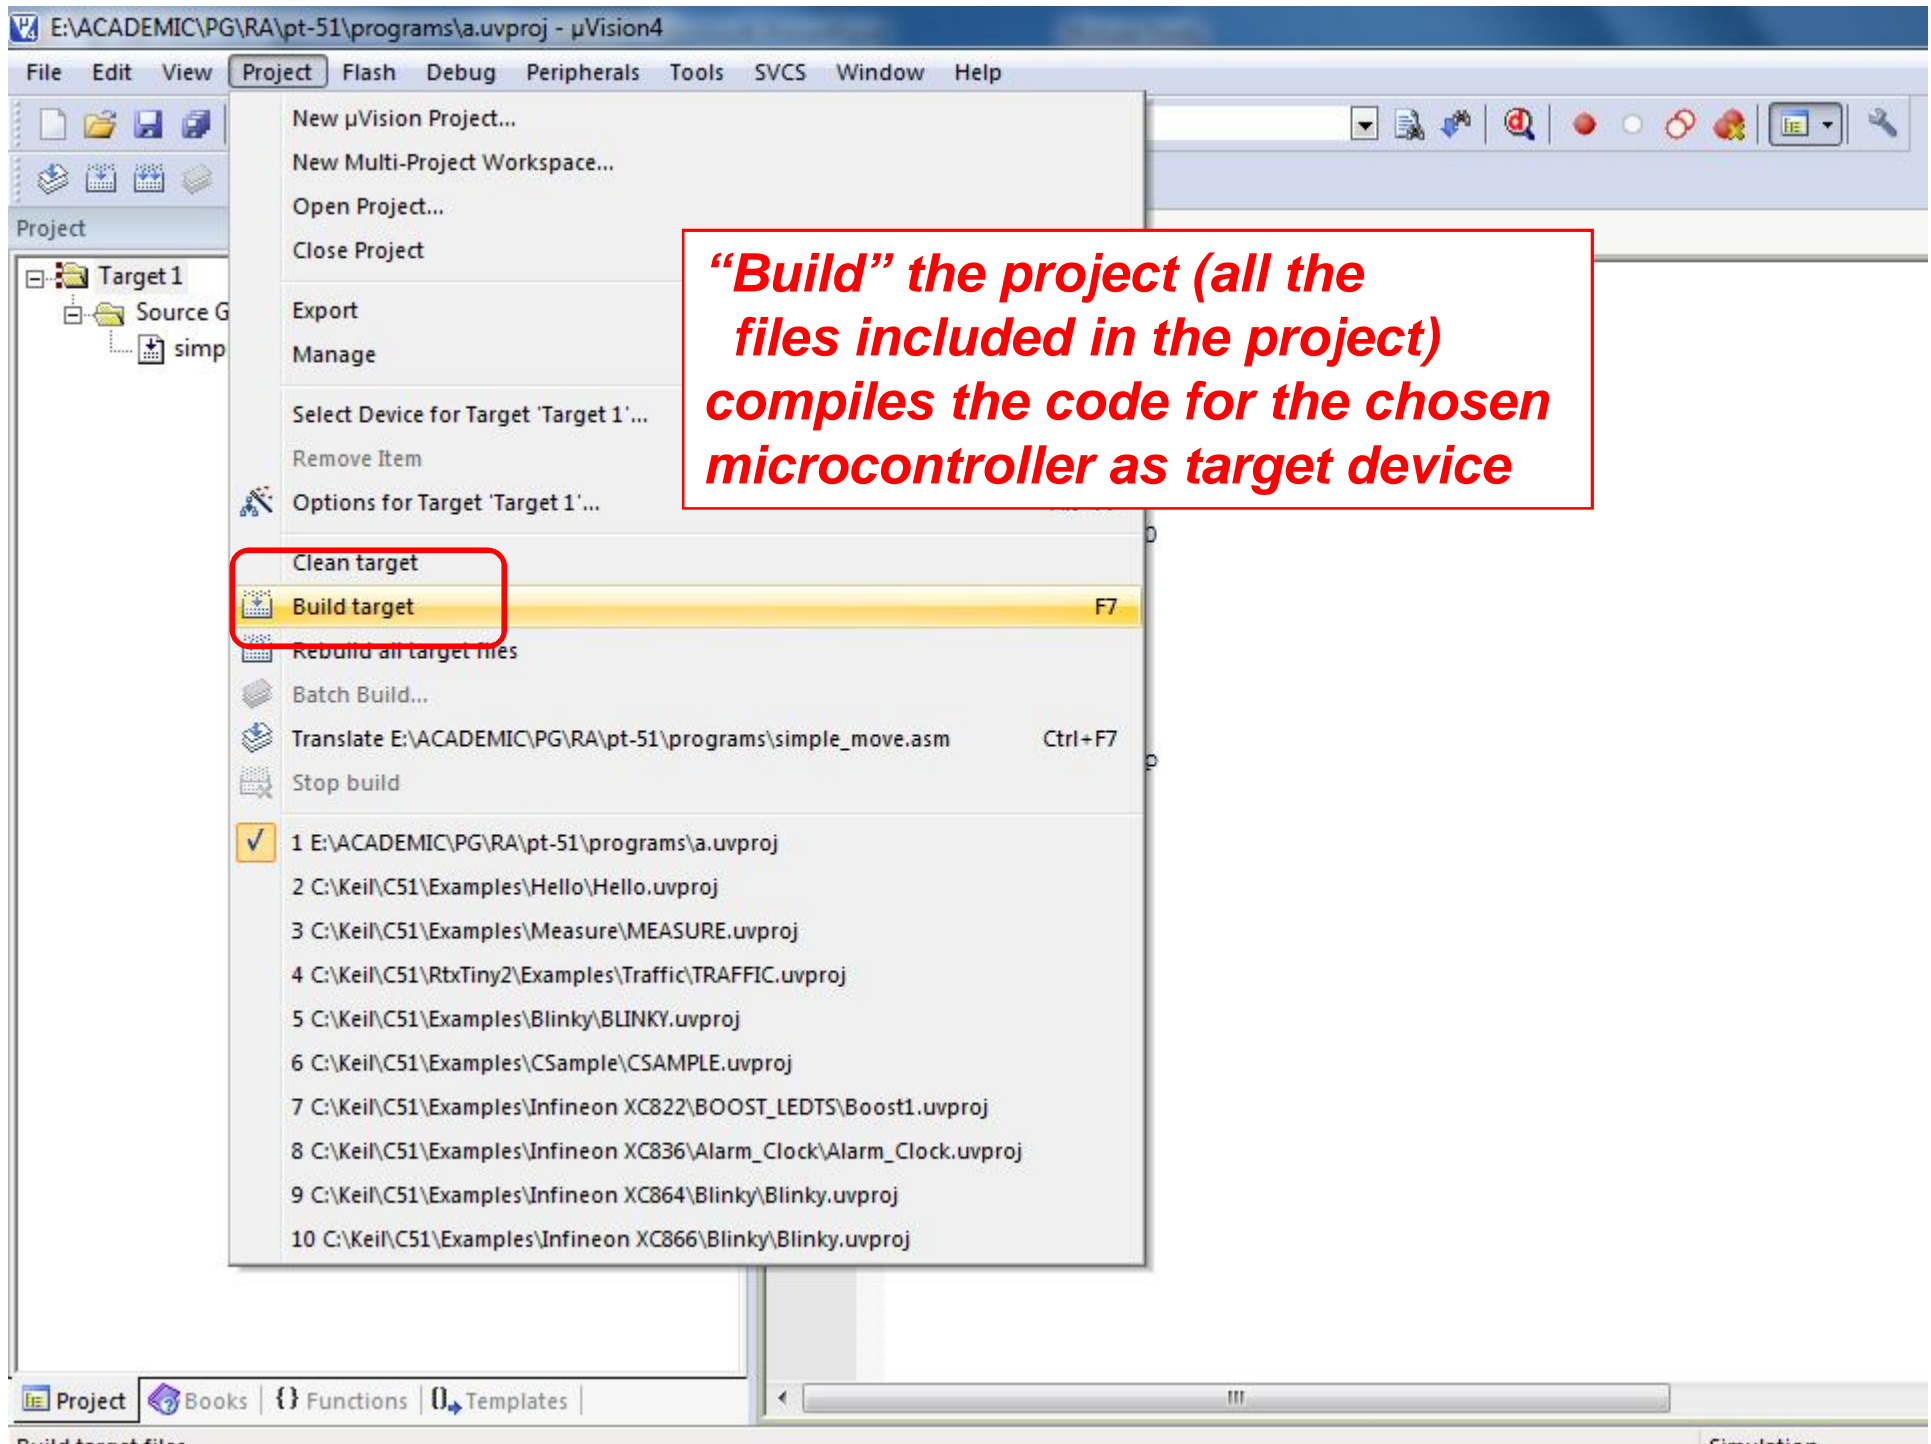 E:\ACADEMIC\PG\RA\pt-51\programs\a.uvproj - µVision4
File Edit View Project Flash Debug Peripherals Tools SVCS Window Help
New µVision Project...
New Multi-Project Workspace...
Open Project...
Close Project
Project
Target 1
Source G
simp
Export
Manage
“Build” the project (all the
files included in the project)
compiles the code for the chosen
microcontroller as target device
Select Device for Target 'Target 1'...
Remove Item
Options for Target 'Target 1'...
Clean target
Build target F7
Rebuild all target files
Batch Build...
Translate E:\ACADEMIC\PG\RA\pt-51\programs\simple_move.asm Ctrl+F7
Stop build
1 E:\ACADEMIC\PG\RA\pt-51\programs\a.uvproj
2 C:\Keil\C51\Examples\Hello\Hello.uvproj
3 C:\Keil\C51\Examples\Measure\MEASURE.uvproj
4 C:\Keil\C51\RtxTiny2\Examples\Traffic\TRAFFIC.uvproj
5 C:\Keil\C51\Examples\Blinky\BLINKY.uvproj
6 C:\Keil\C51\Examples\CSample\CSAMPLE.uvproj
7 C:\Keil\C51\Examples\Infineon XC822\BOOST_LEDTS\Boost1.uvproj
8 C:\Keil\C51\Examples\Infineon XC836\Alarm_Clock\Alarm_Clock.uvproj
9 C:\Keil\C51\Examples\Infineon XC864\Blinky\Blinky.uvproj
10 C:\Keil\C51\Examples\Infineon XC866\Blinky\Blinky.uvproj
Project Books {} Functions Templates
Build target files
Simulation